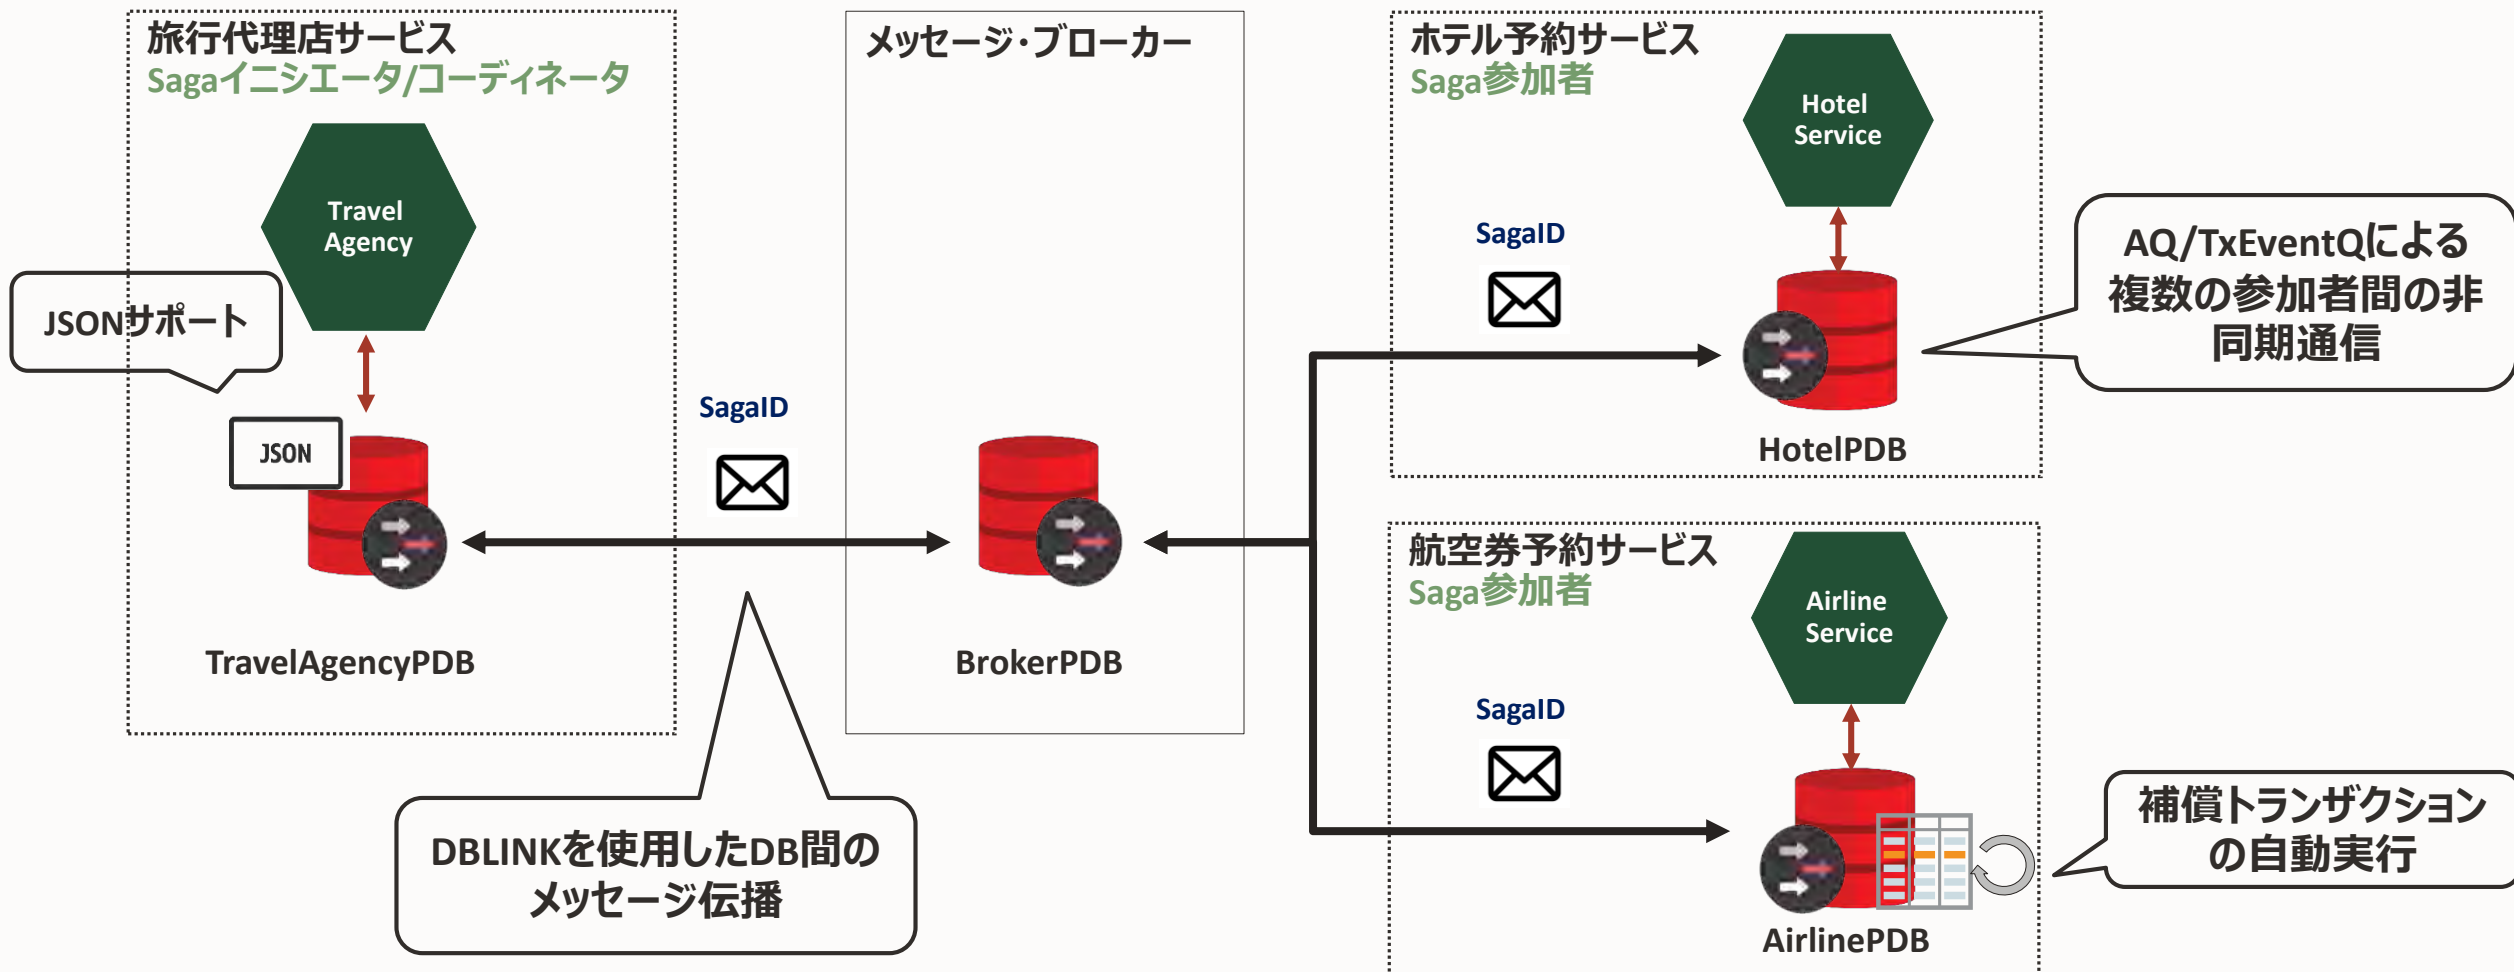 旅行代理店サービス
Sagaイニシエータ/コーディネータ
Travel
Agency
JSONサポート
JSON
TravelAgencyPDB
SagaID
DBLINKを使用したDB間の
メッセージ伝播
メッセージ・ブローカー
BrokerPDB
ホテル予約サービス
Saga参加者
Hotel
Service
SagaID
HotelPDB
AQ/TxEventQによる
複数の参加者間の非
同期通信
航空券予約サービス
Saga参加者
Airline
Service
SagaID
AirlinePDB
補償トランザクション
の自動実行